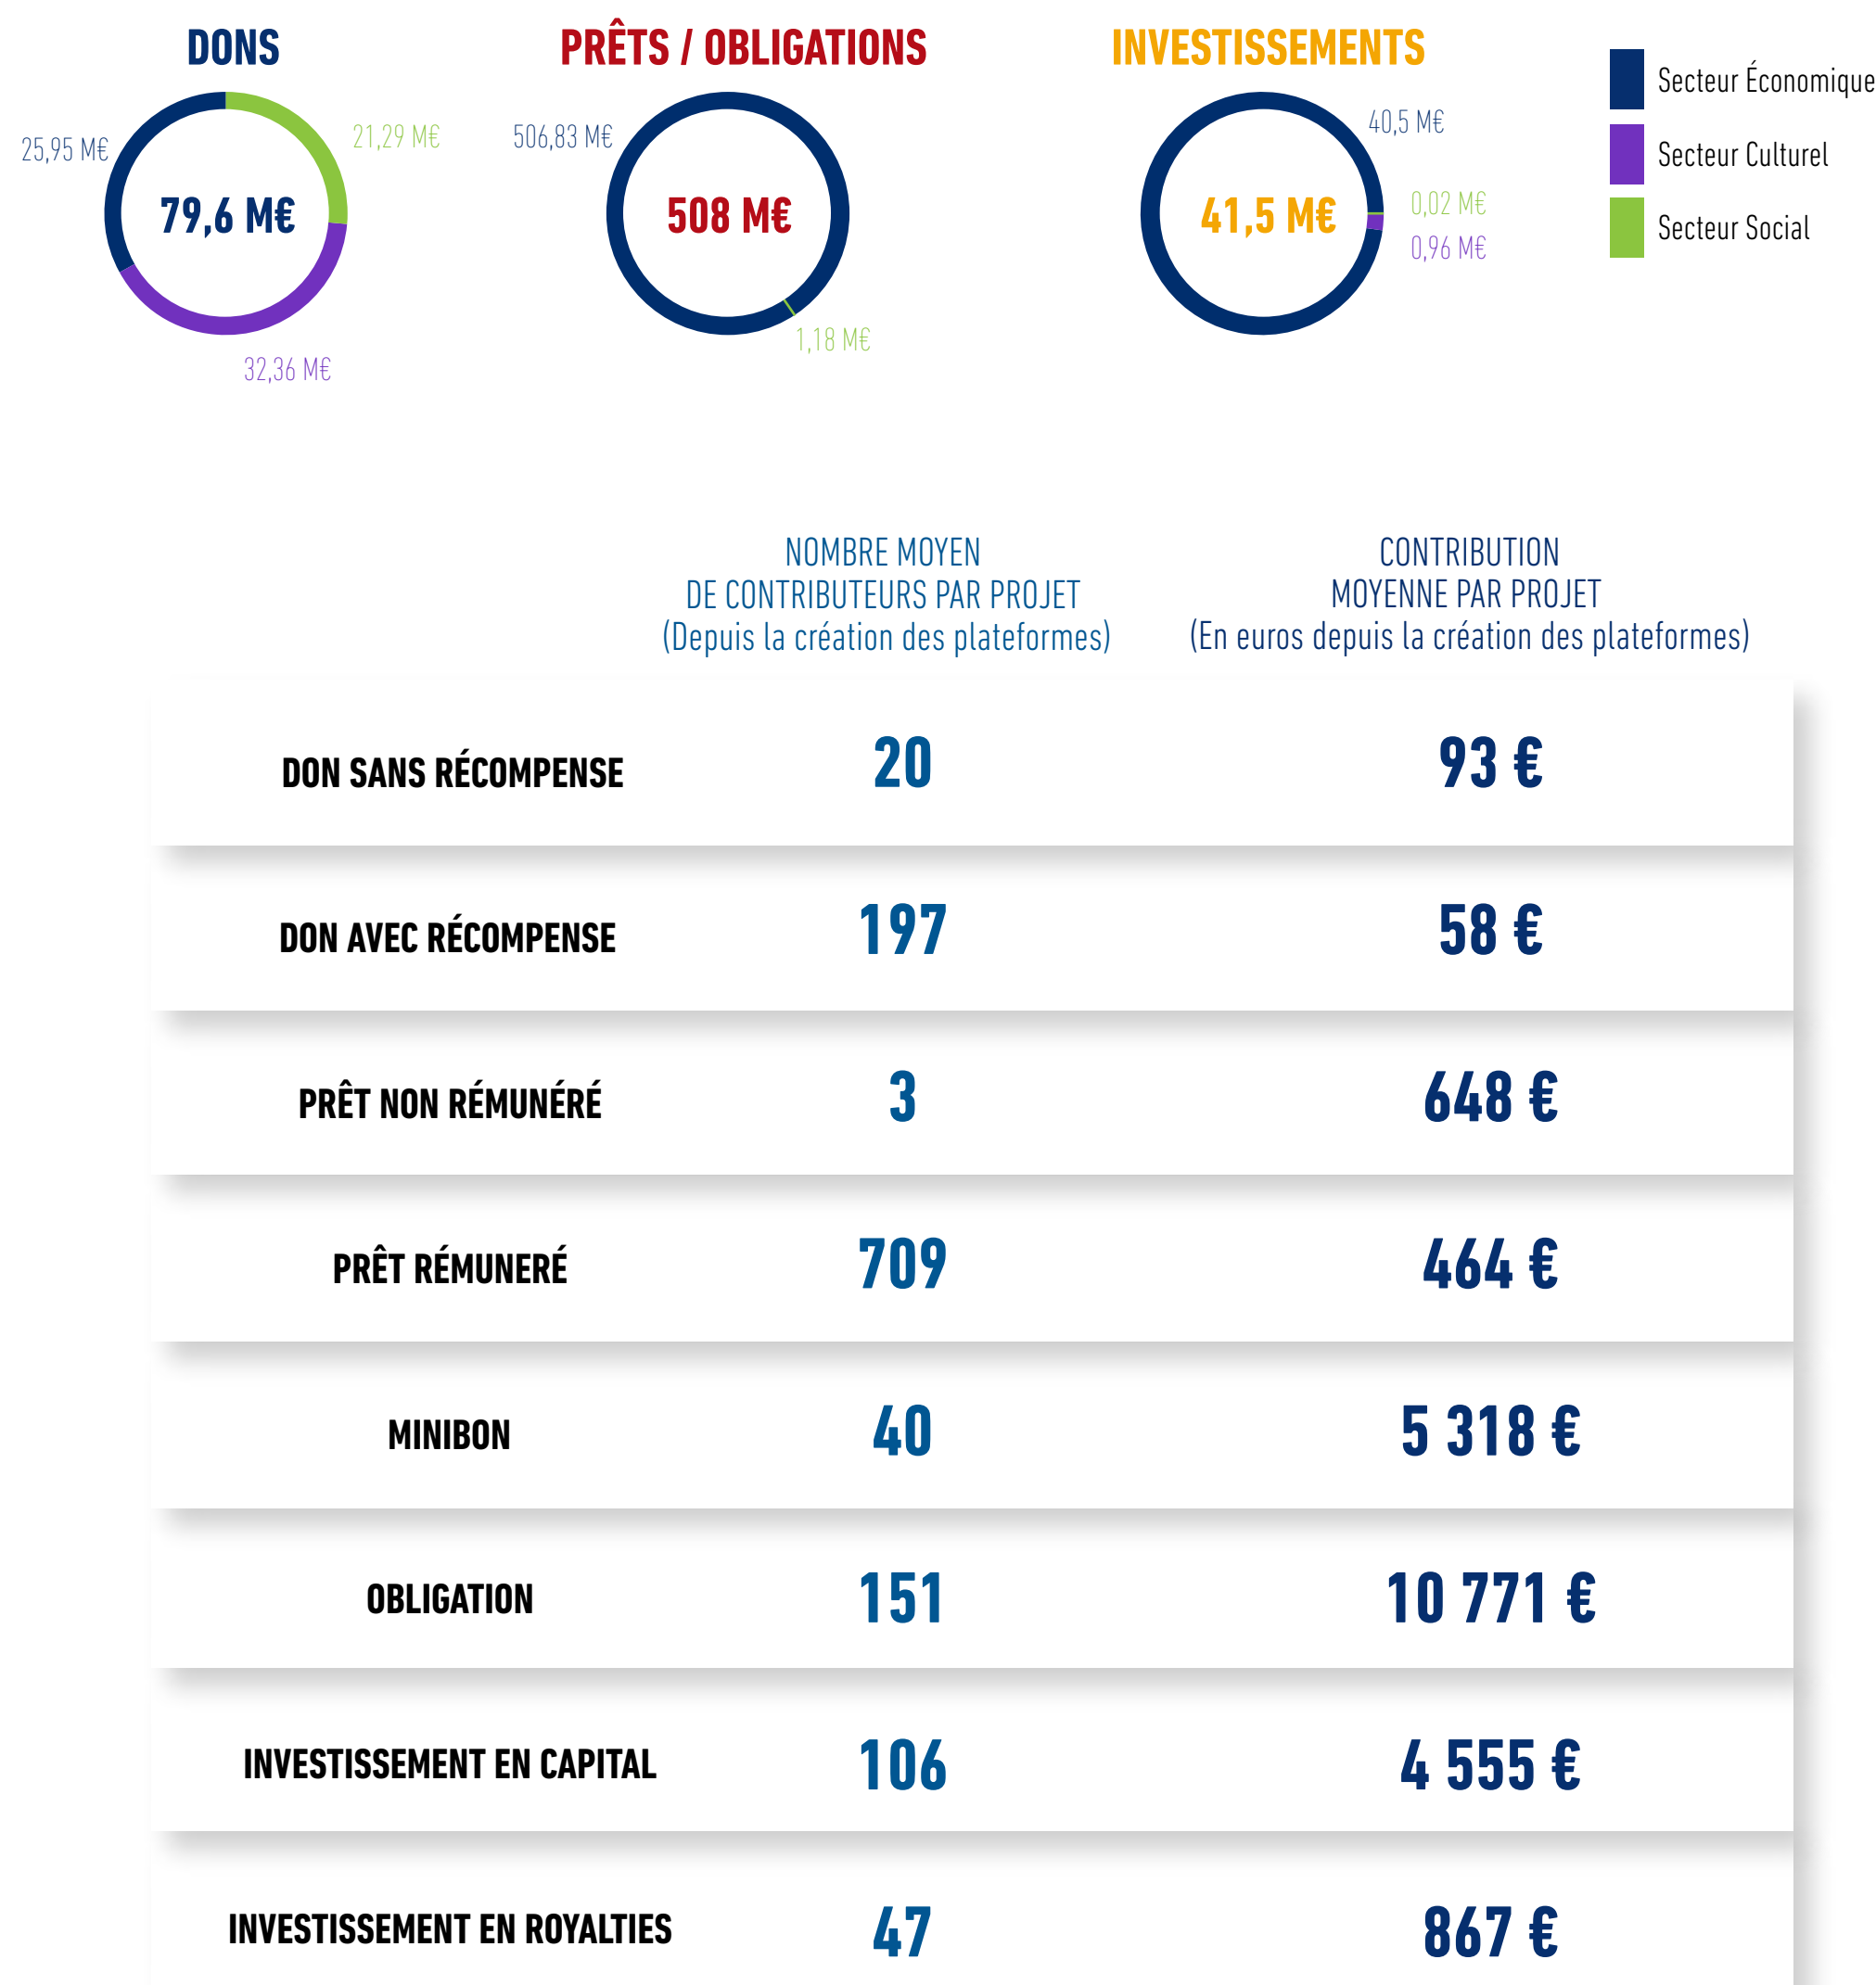 DONS
25,95 M€
21,29 M€
79,6 M€
32,36 M€
PRÊTS / OBLIGATIONS
506,83 M€
508 M€
1,18 M€
INVESTISSEMENTS
40,5 M€
41,5 M€
0,02 M€
0,96 M€
Secteur Économique
Secteur Culturel
Secteur Social
NOMBRE MOYEN
DE CONTRIBUTEURS PAR PROJET
(Depuis la création des plateformes)
CONTRIBUTION
MOYENNE PAR PROJET
(En euros depuis la création des plateformes)
DON SANS RÉCOMPENSE 20 93 €
DON AVEC RÉCOMPENSE 197 58 €
PRÊT NON RÉMUNÉRÉ 3 648 €
PRÊT RÉMUNERÉ 709 464 €
MINIBON 40 5 318 €
OBLIGATION 151 10 771 €
INVESTISSEMENT EN CAPITAL 106 4 555 €
INVESTISSEMENT EN ROYALTIES 47 867 €